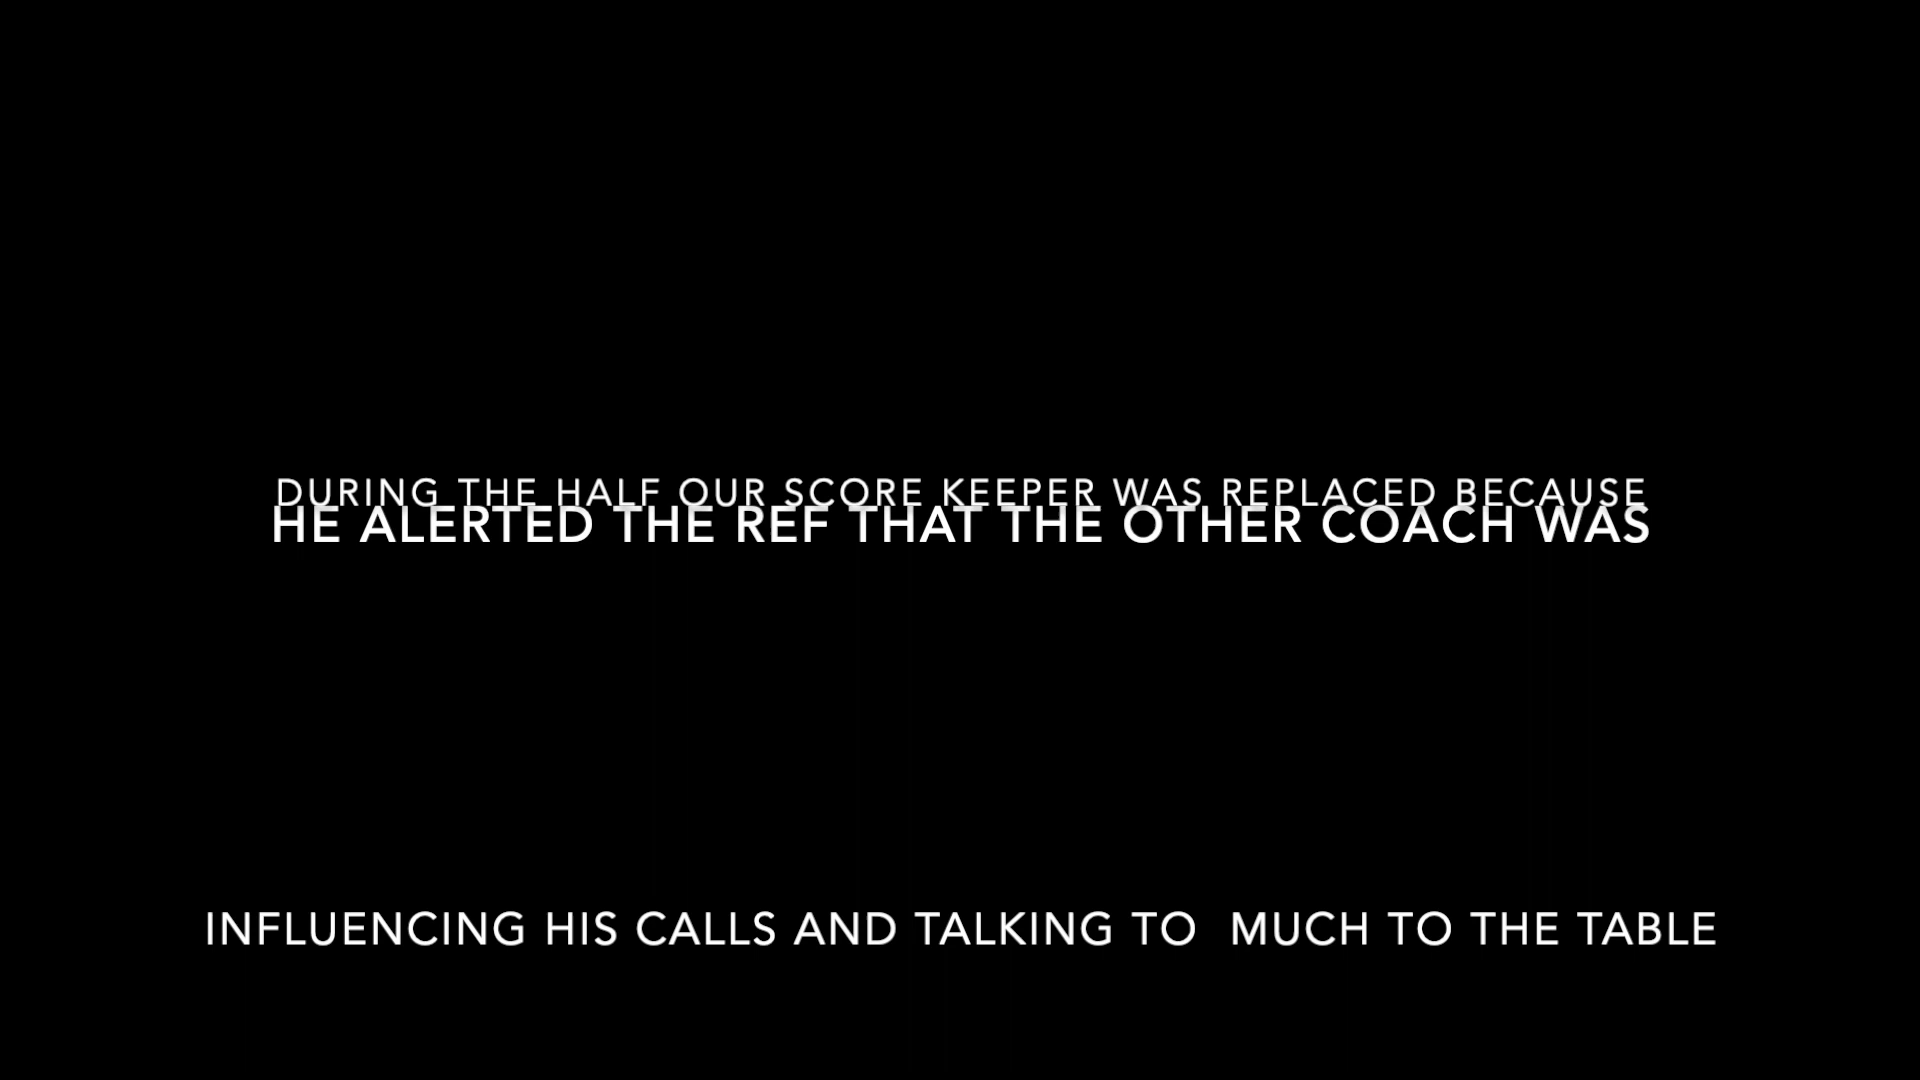 DURING THE HALF OUR SCORE KEEPER WAS REPLACED BECAUSE
HE ALERTED THE REF THAT THE OTHER COACH WAS
INFLUENCING HIS CALLS AND TALKING TO  MUCH TO THE TABLE